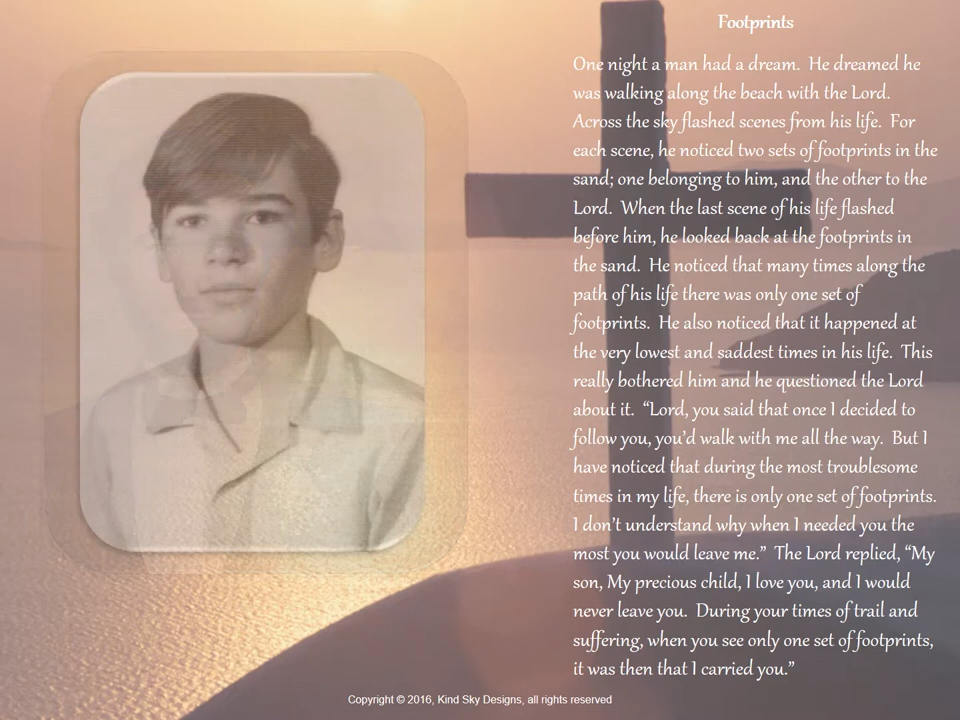 Footprints
One night a man had a dream. He dreamed he
was walking along the beach with the Lord.
Across the sky flashed scenes from his life. For
each scene, he noticed two sets of footprints in the
sand; one belonging to him, and the other to the
Lord. When the last scene of his life flashed
before him, he looked back at the footprints in
the sand. He noticed that many times along the
path of his life there was only one set of
footprints. He also noticed that it happened at
the very lowest and saddest times in his life. This
really bothered him and he questioned the Lord
about it. “Lord, you said that once I decided to
follow you, you’d walk with me all the way. But I
have noticed that during the most troublesome
times in my life, there is only one set of footprints.
I don’t understand why when I needed you the
most you would leave me.” The Lord replied, “My
son, My precious child, I love you, and I would
never leave you. During your times of trail and
suffering, when you see only one set of footprints,
it was then that I carried you.”
Copyright © 2016, Kind Sky Designs, all rights reserved